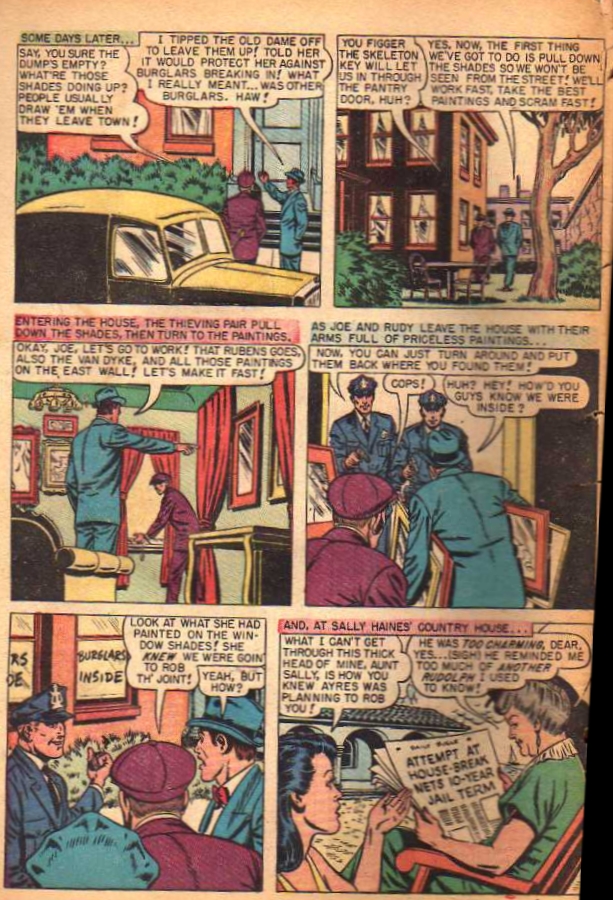 SOME DAYS LATER...
SAY, YOU SURE THE
DUMP'S EMPTY?
WHAT'RE THOSE
SHADES DOING UP?
PEOPLE USUALLY
DRAW 'EM WHEN
THEY LEAVE TOWN!
I TIPPED THE OLD DAME OFF
TO LEAVE THEM UP! TOLD HER
IT WOULD PROTECT HER AGAINST
BURGLARS BREAKING IN! WHAT
I REALLY MEANT... WAS OTHER
BURGLARS. HAW!
YOU FIGGER
THE SKELETON
KEY WILL LET
US IN THROUGH
THE PANTRY
DOOR, HUH?
YES. NOW, THE FIRST THING
WE'VE GOT TO DO IS PULL DOWN
THE SHADES SO WE WON'T BE
SEEN FROM THE STREET! WE'LL
WORK FAST, TAKE THE BEST
PAINTINGS AND SCRAM FAST!
ENTERING THE HOUSE, THE THIEVING PAIR PULL
DOWN THE SHADES, THEN TURN TO THE PAINTINGS.
OKAY, JOE, LET'S GO TO WORK! THAT RUBENS GOES,
ALSO THE VAN DYKE, AND ALL THOSE PAINTINGS
ON THE EAST WALL! LET'S MAKE IT FAST!
AS JOE AND RUDY LEAVE THE HOUSE WITH THEIR
ARMS FULL OF PRICELESS PAINTINGS...
NOW, YOU CAN JUST TURN AROUND AND PUT
THEM BACK WHERE YOU FOUND THEM!
COPS!
HUH? HEY! HOW'D YOU
GUYS KNOW WE WERE
INSIDE?
LOOK AT WHAT SHE HAD
PAINTED ON THE WIN-
DOW SHADES! SHE
KNEW WE WERE GOIN'
TO ROB
TH' JOINT!
YEAH, BUT
HOW?
BURGLARS
INSIDE
AND, AT SALLY HAINES' COUNTRY HOUSE...
WHAT I CAN'T GET
THROUGH THIS THICK
HEAD OF MINE, AUNT
SALLY, IS HOW YOU
KNEW AYRES WAS
PLANNING TO ROB
YOU!
HE WAS TOO CHARMING, DEAR,
YES... (SIGH) HE REMINDED ME
TOO MUCH OF ANOTHER
RUDOLPH I USED
TO KNOW!
DAILY BUGLE
ATTEMPT AT
HOUSE-BREAK
NETS 10-YEAR
JAIL TERM